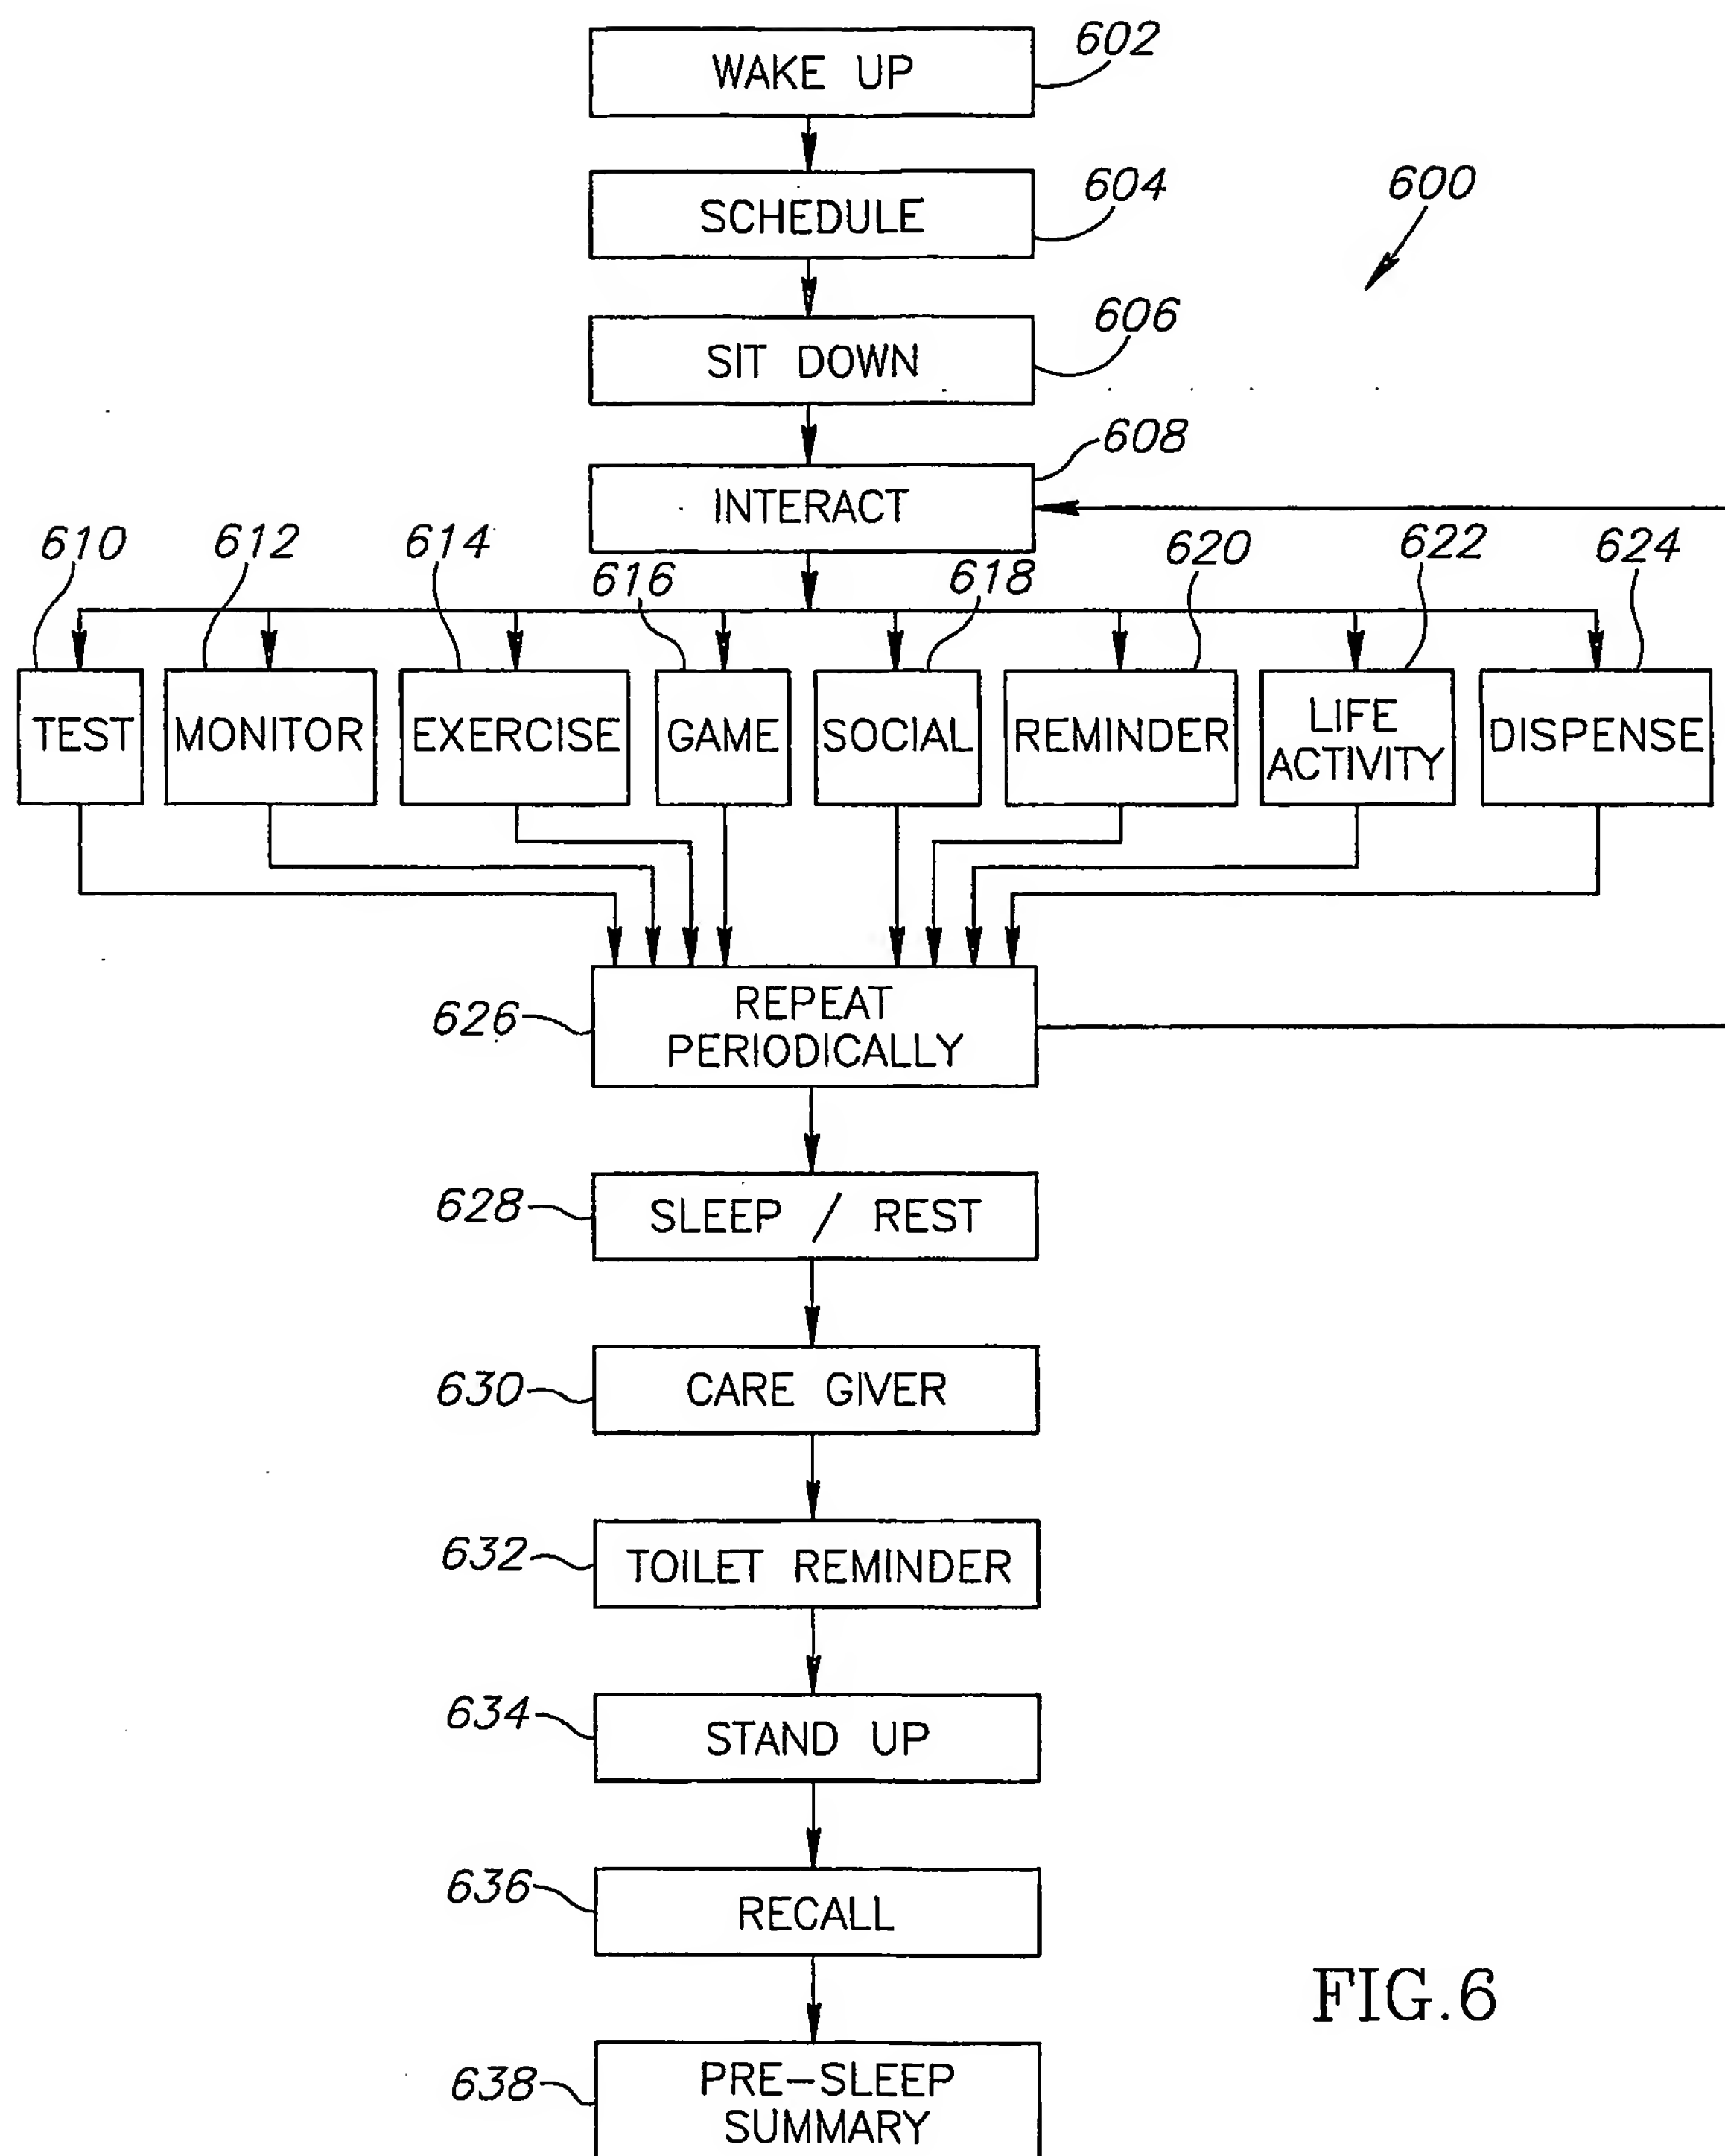 602
WAKE UP
604
600
SCHEDULE
606
SIT DOWN
608
INTERACT
610
612
614
616
618
620
622
624
TEST
MONITOR
EXERCISE
GAME
SOCIAL
REMINDER
LIFE
ACTIVITY
DISPENSE
626
REPEAT
PERIODICALLY
628
SLEEP / REST
630
CARE GIVER
632
TOILET REMINDER
634
STAND UP
636
RECALL
FIG.6
638
PRE-SLEEP
SUMMARY